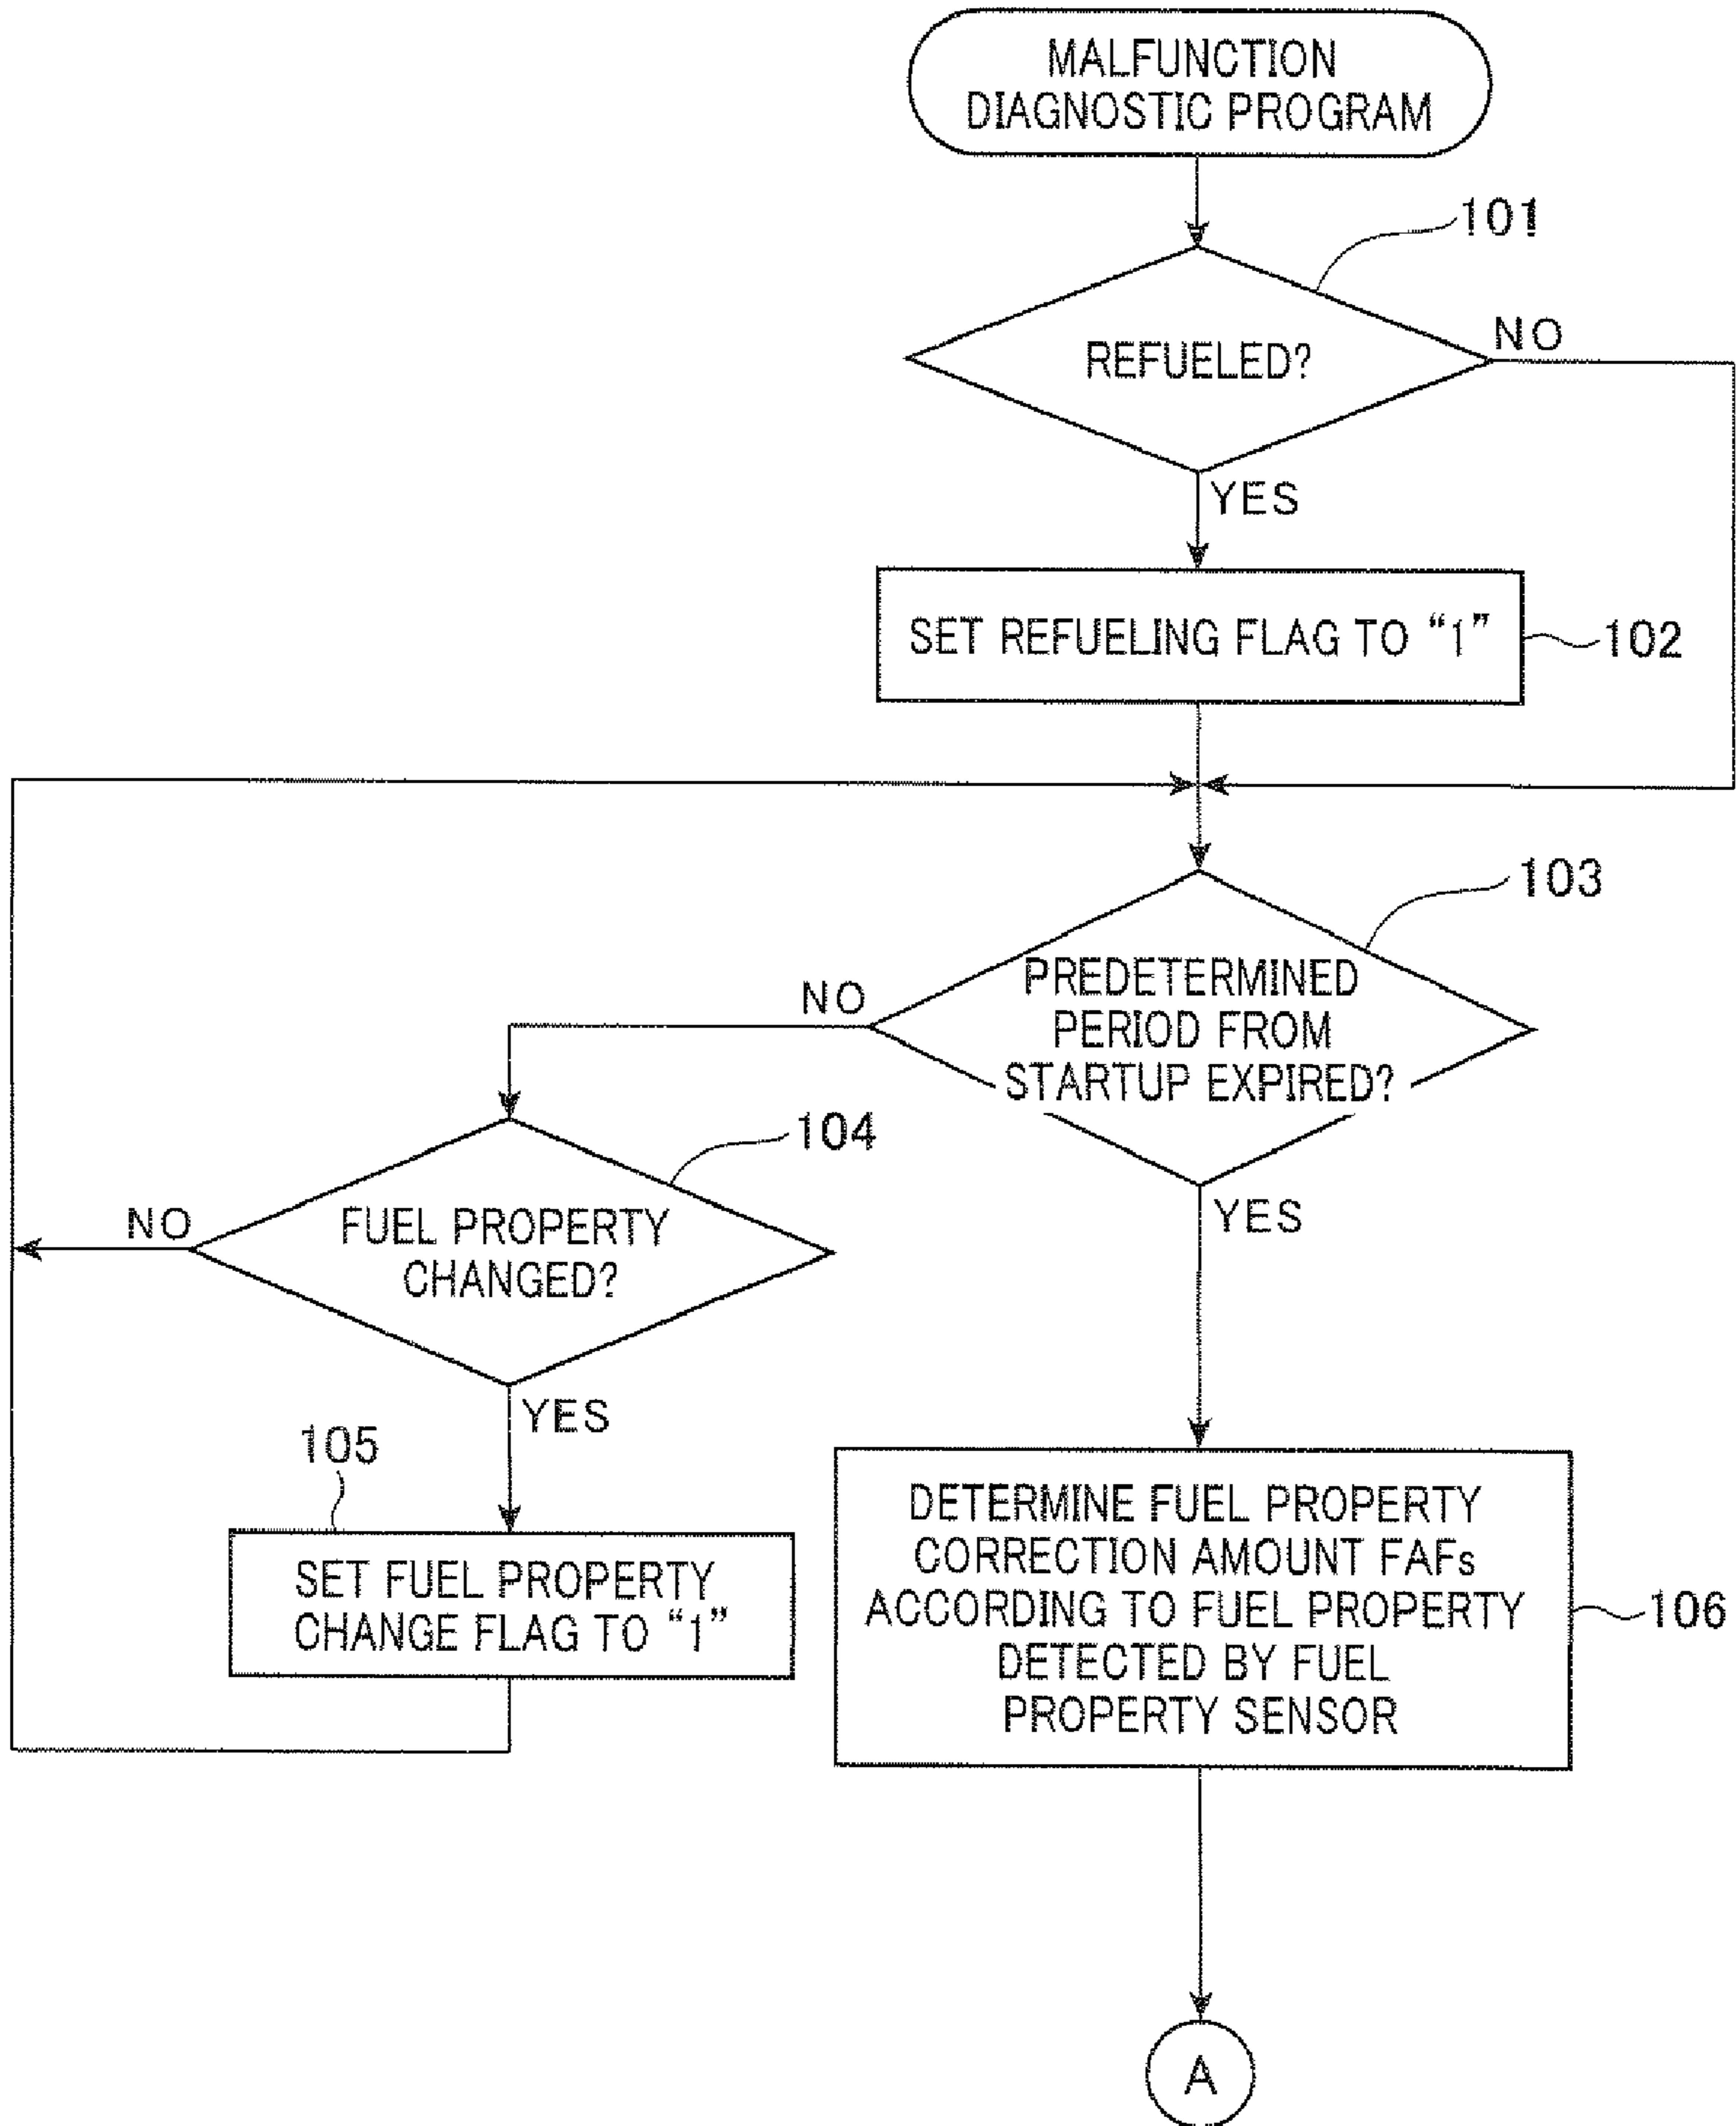 MALFUNCTION
DIAGNOSTIC PROGRAM
101
REFUELED?
NO
YES
SET REFUELING FLAG TO “1”
102
103
PREDETERMINED
PERIOD FROM
STARTUP EXPIRED?
NO
YES
104
FUEL PROPERTY
CHANGED?
NO
YES
105
SET FUEL PROPERTY
CHANGE FLAG TO “1”
DETERMINE FUEL PROPERTY
CORRECTION AMOUNT FAFs
ACCORDING TO FUEL PROPERTY
DETECTED BY FUEL
PROPERTY SENSOR
106
A